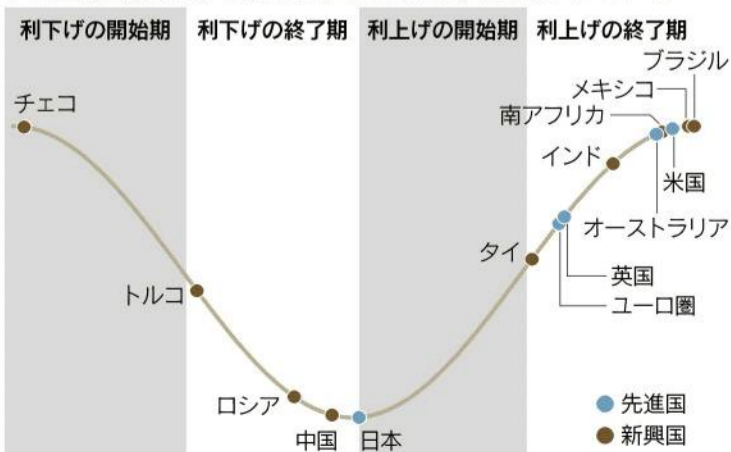 利下げの開始期 利下げの終了期 利上げの開始期 利上げの終了期
ブラジル
メキシコ
チェコ
南アフリカ
インド
米国
オーストラリア
タイ
英国
トルコ
ユーロ圏
ロシア
先進国
中国 日本
新興国